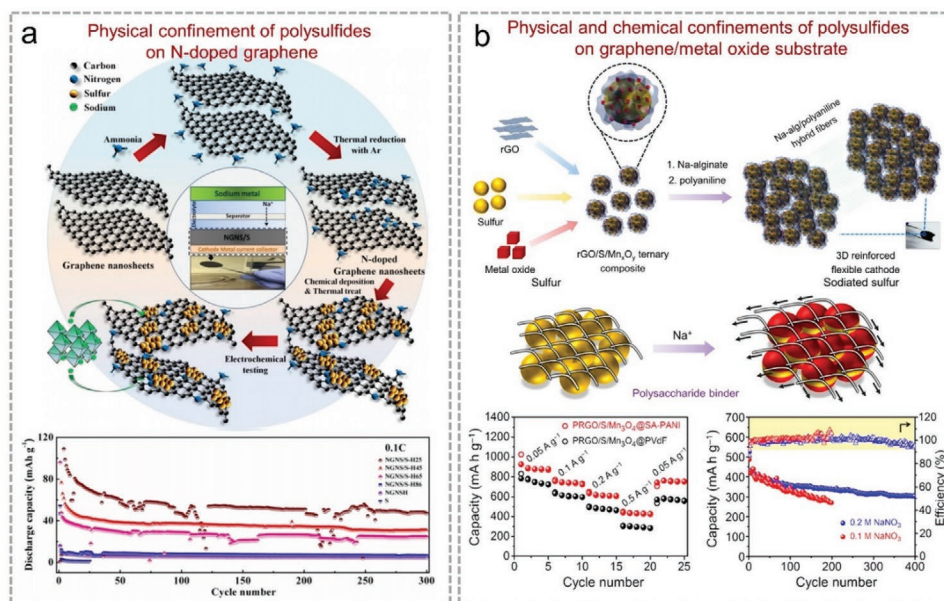 a
Physical confinement of polysulfides
on N-doped graphene
Carbon
Nitrogen
Sulfur
Sodium
Ammonia
Thermal reduction
with Ar
Graphene nanosheets
Sodium metal
Na⁺
Separator
NGNS/S
Cathode Metal current collector
N-doped
Graphene nanosheets
Chemical deposition
& Thermal treat
Electrochemical
testing
Discharge capacity (mAh g⁻¹)
120
80
40
0
0.1C
NGNS/S-H25
NGNS/S-H45
NGNS/S-H65
NGNS/S-H86
NGNSH
S
0 50 100 150 200 250 300
Cycle number
b
Physical and chemical confinements of polysulfides
on graphene/metal oxide substrate
rGO
Sulfur
Metal oxide
Sulfur
rGO/S/MnₓOᵧ ternary
composite
1. Na-alginate
2. polyaniline
Na-alg/polyaniline
hybrid fibers
3D reinforced
flexible cathode
Sodiated sulfur
Na⁺
Polysaccharide binder
Capacity (mA h g⁻¹)
1400
1200
1000
800
600
400
200
0
PRGO/S/Mn₃O₄@SA-PANI
PRGO/S/Mn₃O₄@PVdF
0.05 A g⁻¹
0.1 A g⁻¹
0.2 A g⁻¹
0.5 A g⁻¹
0.05 A g⁻¹
0 5 10 15 20 25
Cycle number
Capacity (mA h g⁻¹)
700
600
500
400
300
200
100
0
0.2 M NaNO₃
0.1 M NaNO₃
0 100 200 300 400
Cycle number
120
100
80
60
40
20
0
Efficiency (%)